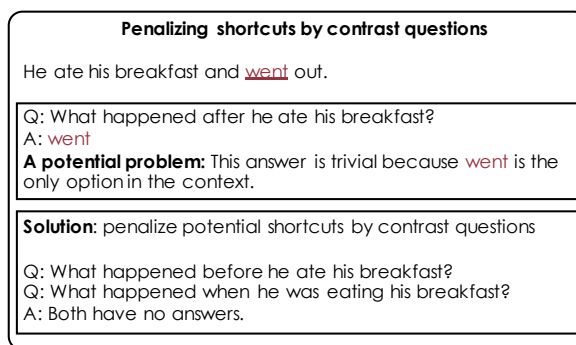 Penalizing shortcuts by contrast questions
He ate his breakfast and went out.
Q: What happened after he ate his breakfast?
A: went
A potential problem: This answer is trivial because went is the
only option in the context.
Solution: penalize potential shortcuts by contrast questions
Q: What happened before he ate his breakfast?
Q: What happened when he was eating his breakfast?
A: Both have no answers.